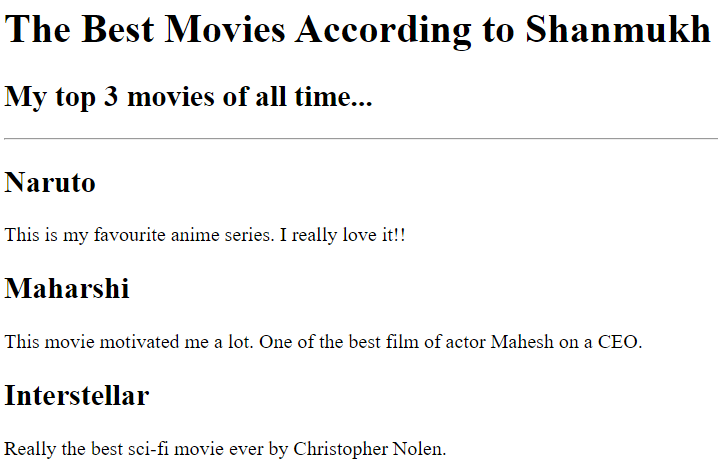 The Best Movies According to Shanmukh
My top 3 movies of all time...
Naruto
This is my favourite anime series. I really love it!!
Maharshi
This movie motivated me a lot. One of the best film of actor Mahesh on a CEO.
Interstellar
Really the best sci-fi movie ever by Christopher Nolen.